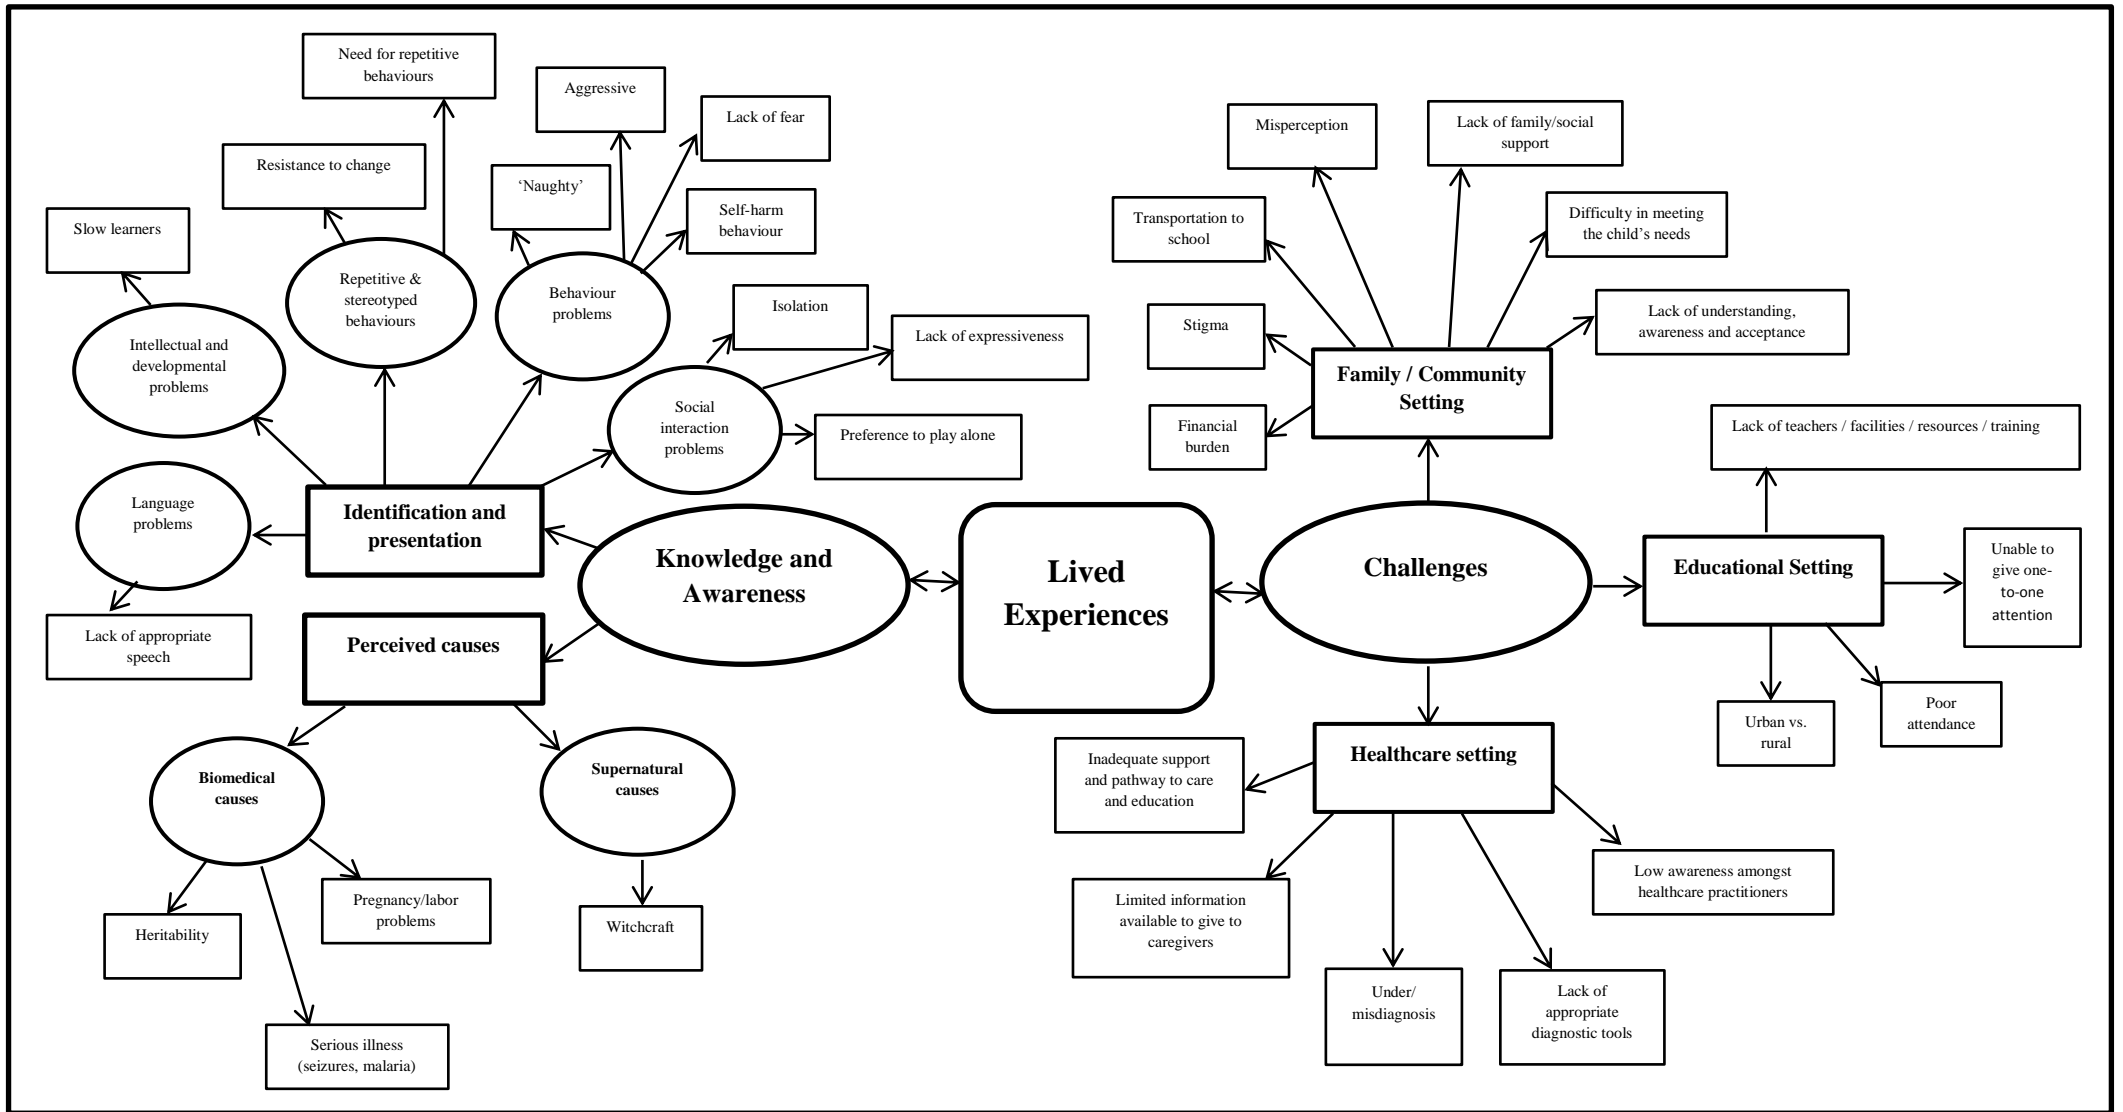 Need for repetitive
behaviours
Aggressive
Lack of fear
Resistance to change
‘Naughty’
Self-harm
behaviour
Slow learners
Repetitive &
stereotyped
behaviours
Behaviour
problems
Isolation
Lack of expressiveness
Intellectual and
developmental
problems
Social
interaction
problems
Preference to play alone
Language
problems
Identification and
presentation
Lack of appropriate
speech
Knowledge and
Awareness
Perceived causes
Biomedical
causes
Supernatural
causes
Heritability
Pregnancy/labor
problems
Serious illness
(seizures, malaria)
Witchcraft
Lived
Experiences
Challenges
Misperception
Lack of family/social
support
Transportation to
school
Difficulty in meeting
the child’s needs
Stigma
Lack of understanding,
awareness and acceptance
Financial
burden
Family / Community
Setting
Lack of teachers / facilities / resources / training
Educational Setting
Unable to
give one-
to-one
attention
Urban vs.
rural
Poor
attendance
Healthcare setting
Inadequate support
and pathway to care
and education
Limited information
available to give to
caregivers
Under/
misdiagnosis
Lack of
appropriate
diagnostic tools
Low awareness amongst
healthcare practitioners